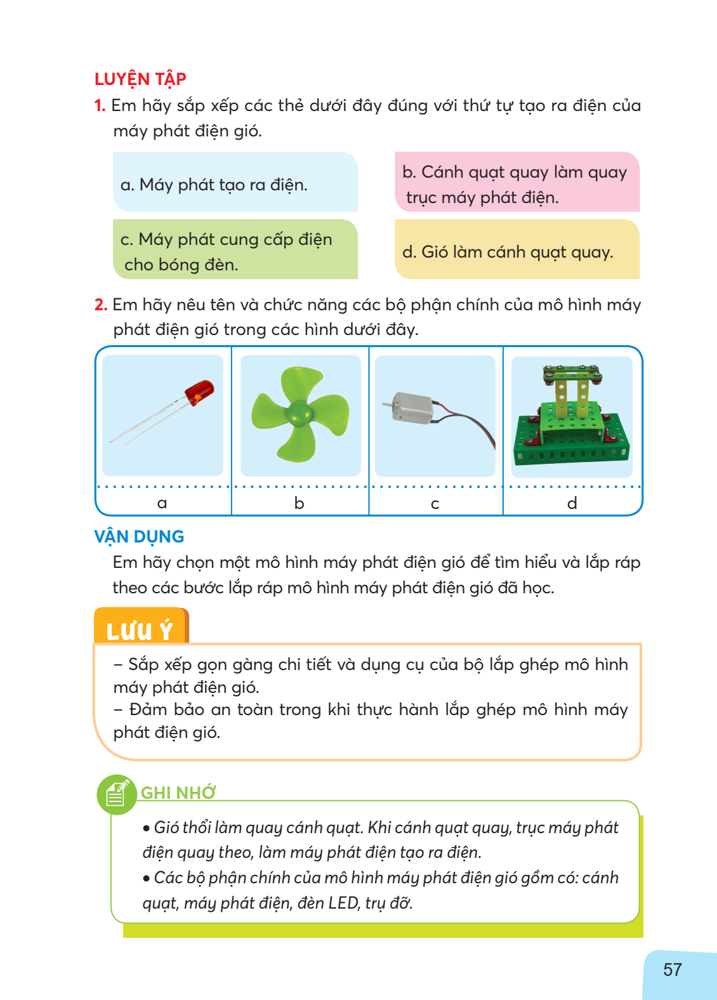 LUYỆN TẬP
1. Em hãy sắp xếp các thẻ dưới đây đúng với thứ tự tạo ra điện của
máy phát điện gió.
a. Máy phát tạo ra điện.
b. Cánh quạt quay làm quay
trục máy phát điện.
c. Máy phát cung cấp điện
cho bóng đèn.
d. Gió làm cánh quạt quay.
2. Em hãy nêu tên và chức năng các bộ phận chính của mô hình máy
phát điện gió trong các hình dưới đây.
a
b
c
d
VẬN DỤNG
Em hãy chọn một mô hình máy phát điện gió để tìm hiểu và lắp ráp
theo các bước lắp ráp mô hình máy phát điện gió đã học.
LƯU Ý
– Sắp xếp gọn gàng chi tiết và dụng cụ của bộ lắp ghép mô hình
máy phát điện gió.
– Đảm bảo an toàn trong khi thực hành lắp ghép mô hình máy
phát điện gió.
GHI NHỚ
• Gió thổi làm quay cánh quạt. Khi cánh quạt quay, trục máy phát
điện quay theo, làm máy phát điện tạo ra điện.
• Các bộ phận chính của mô hình máy phát điện gió gồm có: cánh
quạt, máy phát điện, đèn LED, trụ đỡ.
57